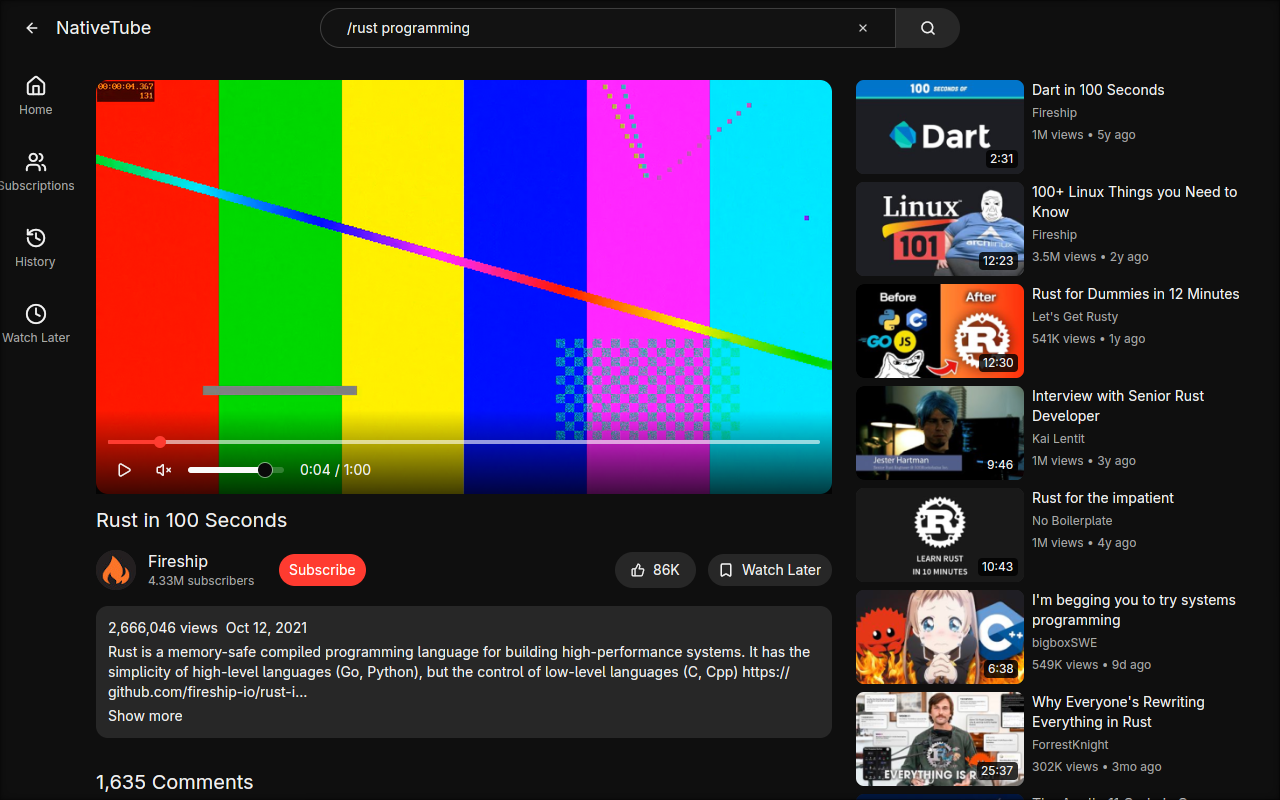 NativeTube
/rust programming
Home
Subscriptions
History
Watch Later
00:00:04.367
131
0:04 / 1:00
Rust in 100 Seconds
Fireship
4.33M subscribers
Subscribe
86K
Watch Later
2,666,046 views Oct 12, 2021
Rust is a memory-safe compiled programming language for building high-performance systems. It has the
simplicity of high-level languages (Go, Python), but the control of low-level languages (C, Cpp) https://
github.com/fireship-io/rust-i...
Show more
1,635 Comments
100 SECONDS OF
Dart
2:31
Dart in 100 Seconds
Fireship
1M views • 5y ago
Linux
101
archlinux
12:23
100+ Linux Things you Need to
Know
Fireship
3.5M views • 2y ago
Before
After
GO
JS
R
12:30
Rust for Dummies in 12 Minutes
Let's Get Rusty
541K views • 1y ago
Jester Hartman
9:46
Interview with Senior Rust
Developer
Kai Lentit
1M views • 3y ago
R
LEARN RUST
IN 10 MINUTES
10:43
Rust for the impatient
No Boilerplate
1M views • 4y ago
C++
6:38
I'm begging you to try systems
programming
bigboxSWE
549K views • 9d ago
EVERYTHING IS R
25:37
Why Everyone's Rewriting
Everything in Rust
ForrestKnight
302K views • 3mo ago